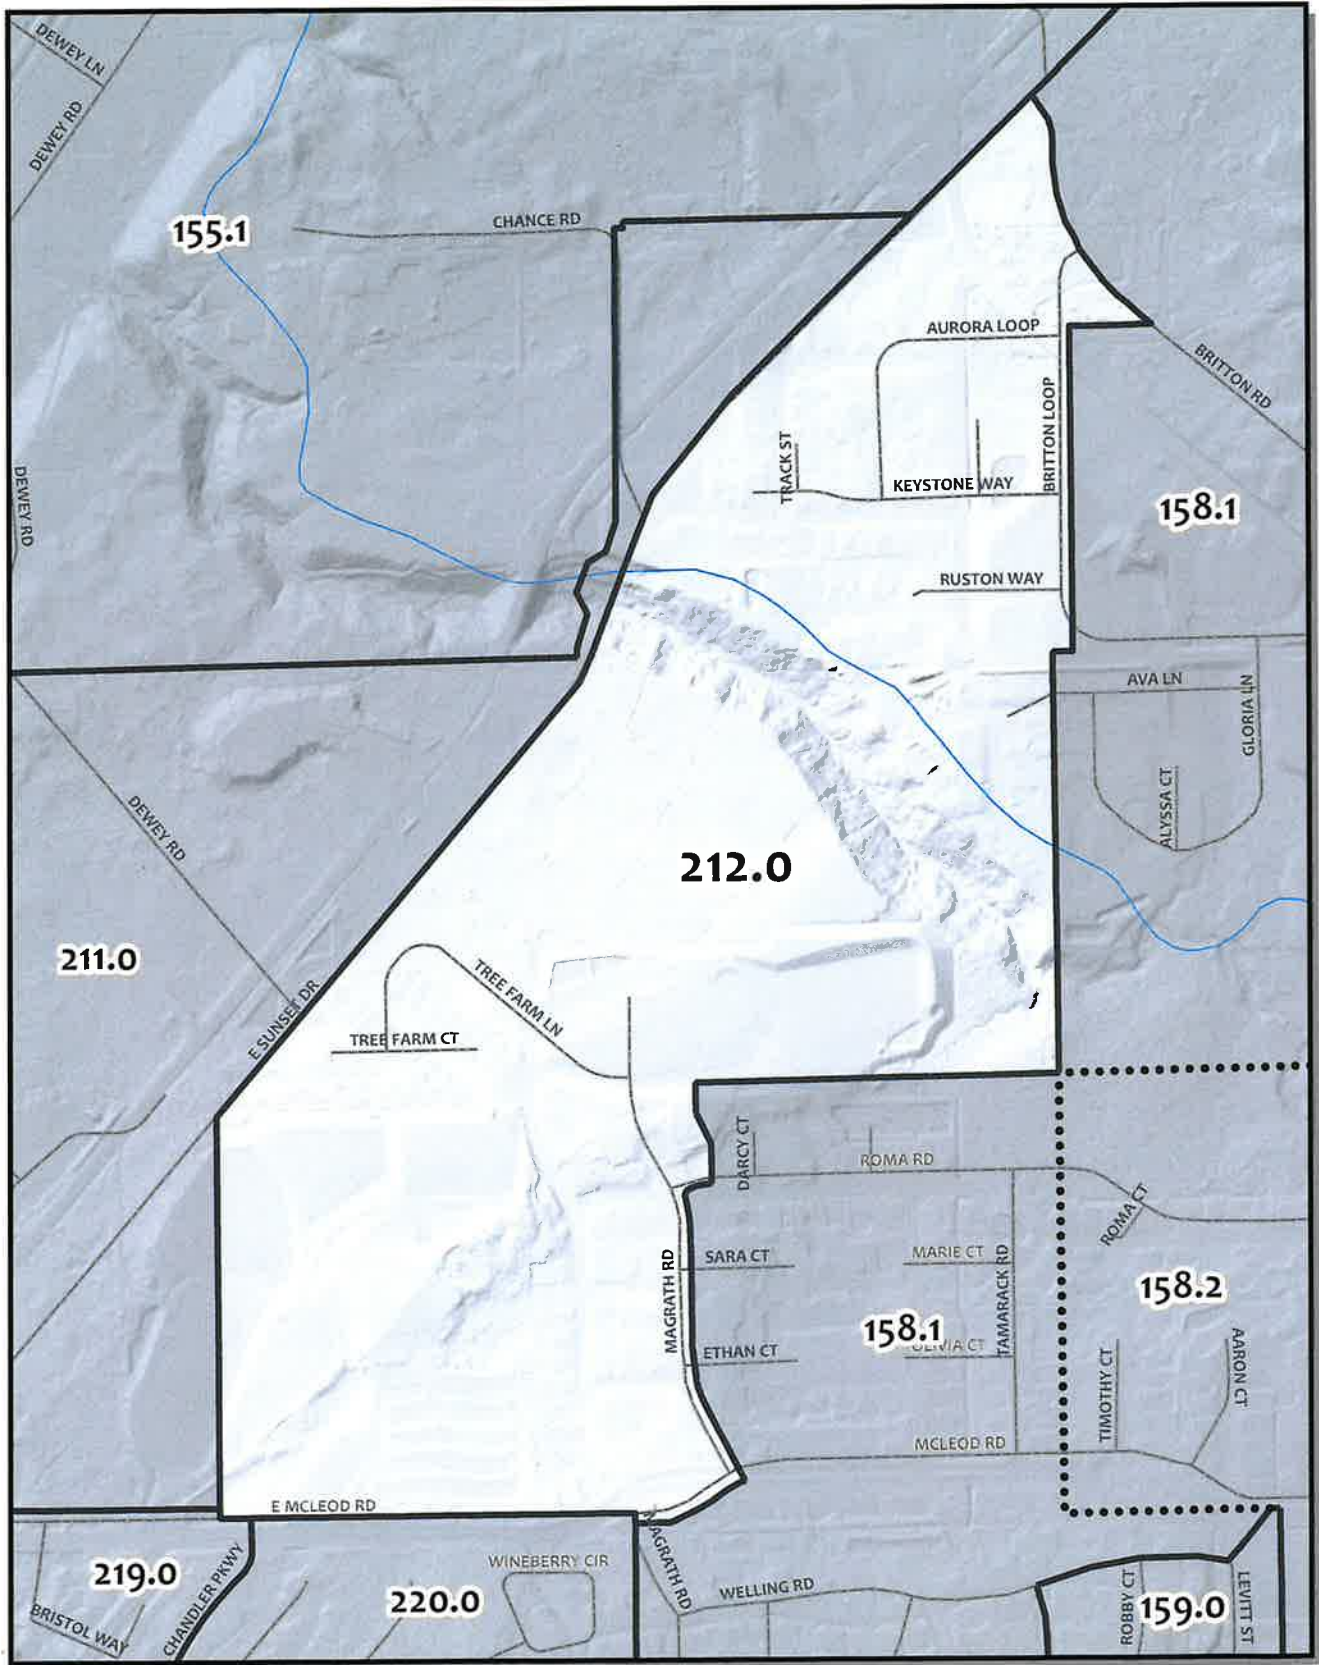 DEWEY LN
DEWEY RD
155.1
CHANCE RD
AURORA LOOP
BRITTON RD
BRITTON LOOP
TRACK ST
KEYSTONE WAY
DEWEY RD
158.1
RUSTON WAY
AVA LN
GLORIA LN
ALYSSA CT
DEWEY RD
212.0
211.0
TREE FARM LN
E SUNSET DR
TREE FARM CT
DARCY CT
ROMA RD
ROMA CT
SARA CT
MARIE CT
MAGRATH RD
TAMARACK RD
158.2
158.1
ETHAN CT
OLIVIA CT
TIMOTHY CT
AARON CT
MCLEOD RD
E MCLEOD RD
MAGRATH RD
219.0
CHANDLER PKWY
WINEBERRY CIR
220.0
WELLING RD
ROBBY CT
159.0
LEVITT ST
BRISTOL WAY